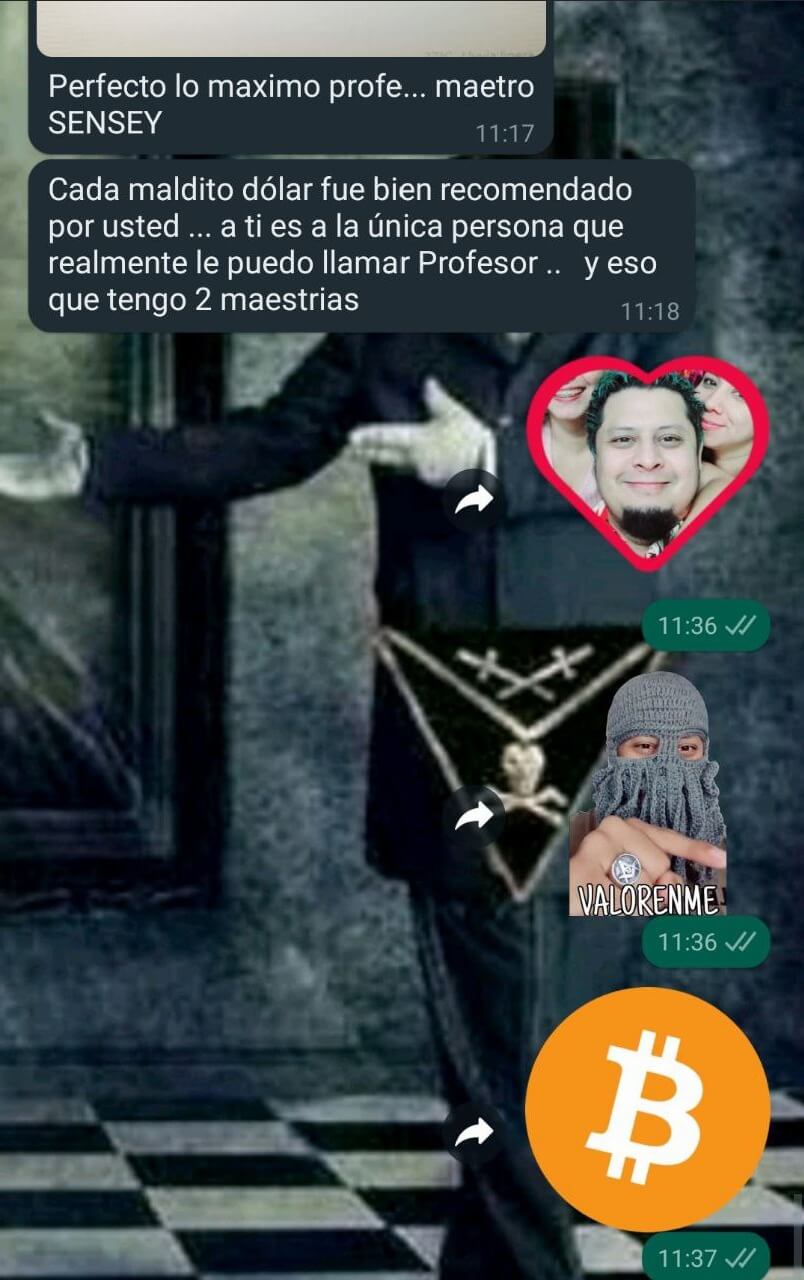 Perfecto lo maximo profe... maetro
SENSEY
11:17
Cada maldito dólar fue bien recomendado
por usted ... a ti es a la única persona que
realmente le puedo llamar Profesor .. y eso
que tengo 2 maestrias
11:18
11:36
VALORENME
11:36
11:37